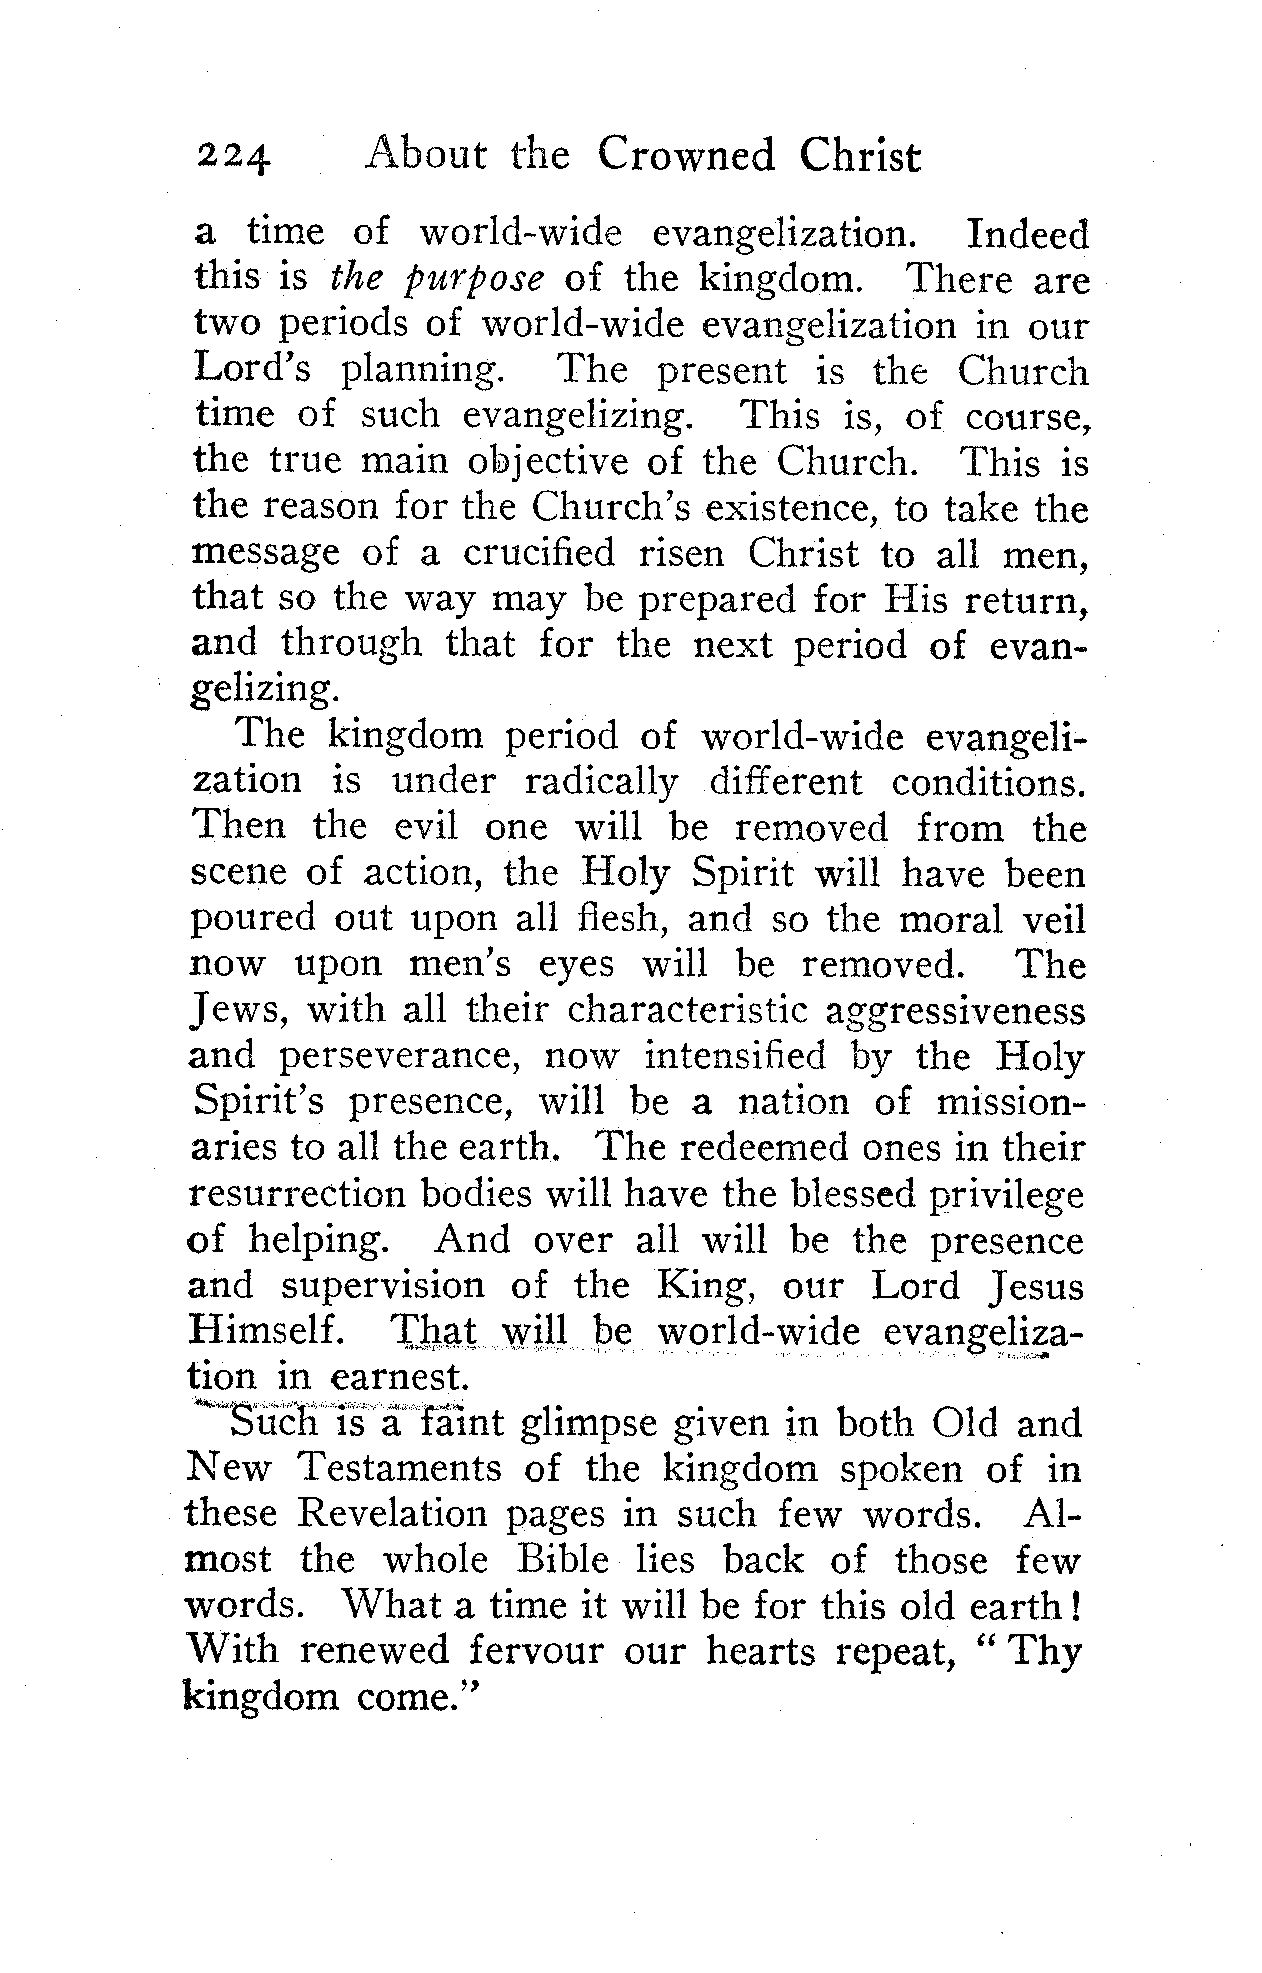 224 About the Crowned Christ
a time of world-wide evangelization. Indeed
this is the purpose of the kingdom. There are
two periods of world-wide evangelization in our
Lord's planning. The present is the Church
time of such evangelizing. This is, of course,
the true main objective of the Church. This is
the reason for the Church's existence, to take the
message of a crucified risen Christ to all men,
that so the way may be prepared for His return,
and through that for the next period of evan-
gelizing.
The kingdom period of world-wide evangeli-
zation is under radically different conditions.
Then the evil one will be removed from the
scene of action, the Holy Spirit will have been
poured out upon all flesh, and so the moral veil
now upon men's eyes will be removed. The
Jews, with all their characteristic aggressiveness
and perseverance, now intensified by the Holy
Spirit's presence, will be a nation of mission-
aries to all the earth. The redeemed ones in their
resurrection bodies will have the blessed privilege
of helping. And over all will be the presence
and supervision of the King, our Lord Jesus
Himself. That will be world-wide evangeliza-
tion in earnest.
Such is a faint glimpse given in both Old and
New Testaments of the kingdom spoken of in
these Revelation pages in such few words. Al-
most the whole Bible lies back of those few
words. What a time it will be for this old earth!
With renewed fervour our hearts repeat, "Thy
kingdom come."